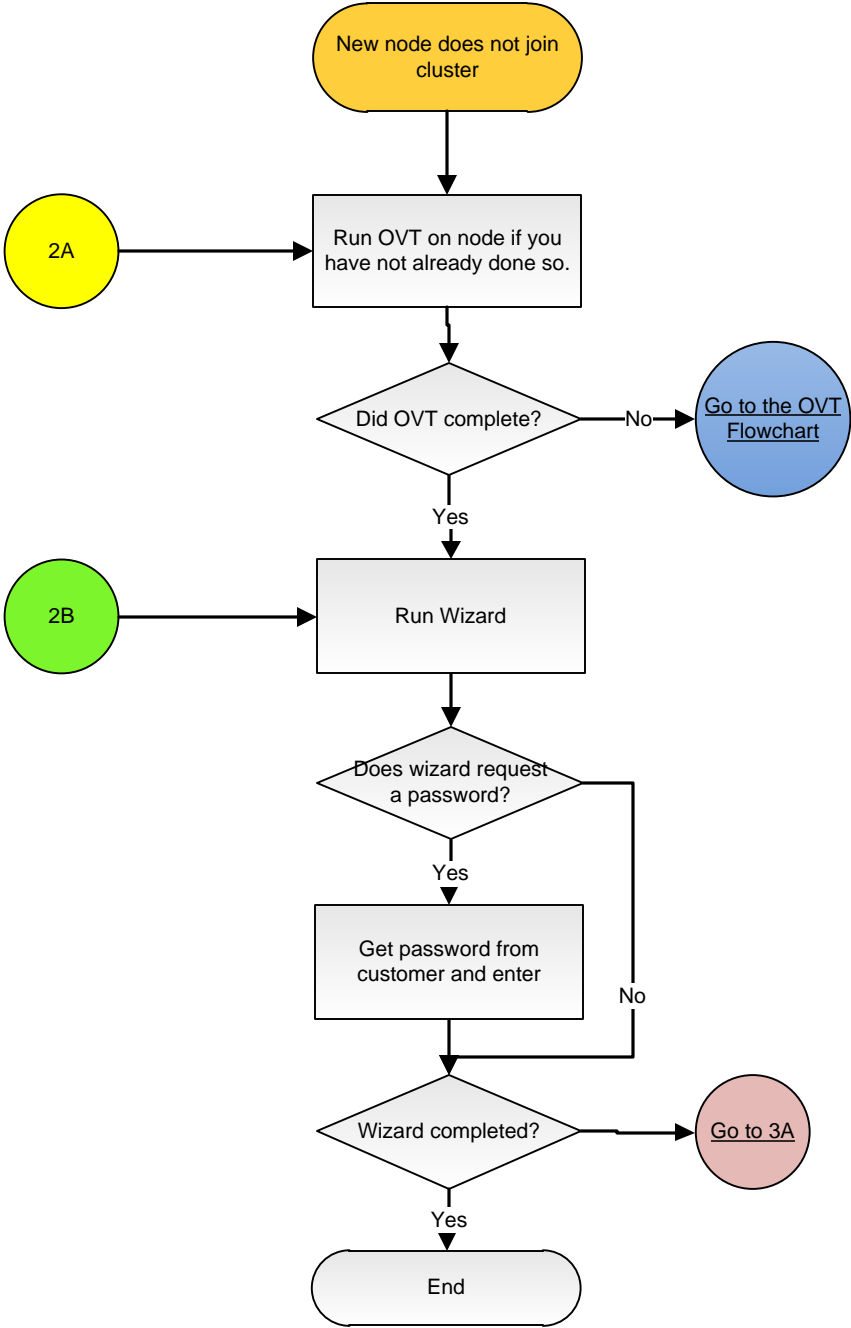 New node does not join
cluster
2A
Run OVT on node if you
have not already done so.
Did OVT complete?
No
Go to the OVT
Flowchart
Yes
2B
Run Wizard
Does wizard request
a password?
Yes
Get password from
customer and enter
No
Wizard completed?
Go to 3A
Yes
End